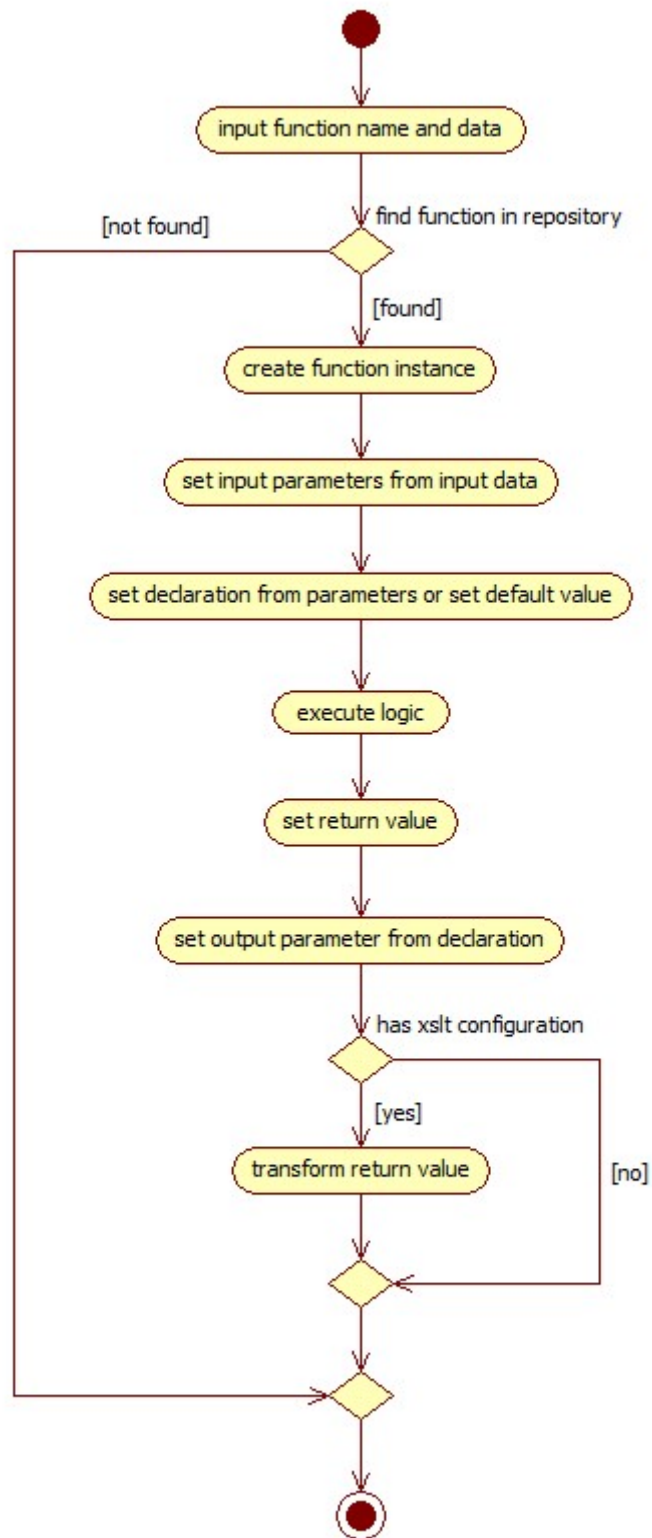 input function name and data
find function in repository
[not found]
[found]
create function instance
set input parameters from input data
set declaration from parameters or set default value
execute logic
set return value
set output parameter from declaration
has xslt configuration
[yes]
transform return value
[no]